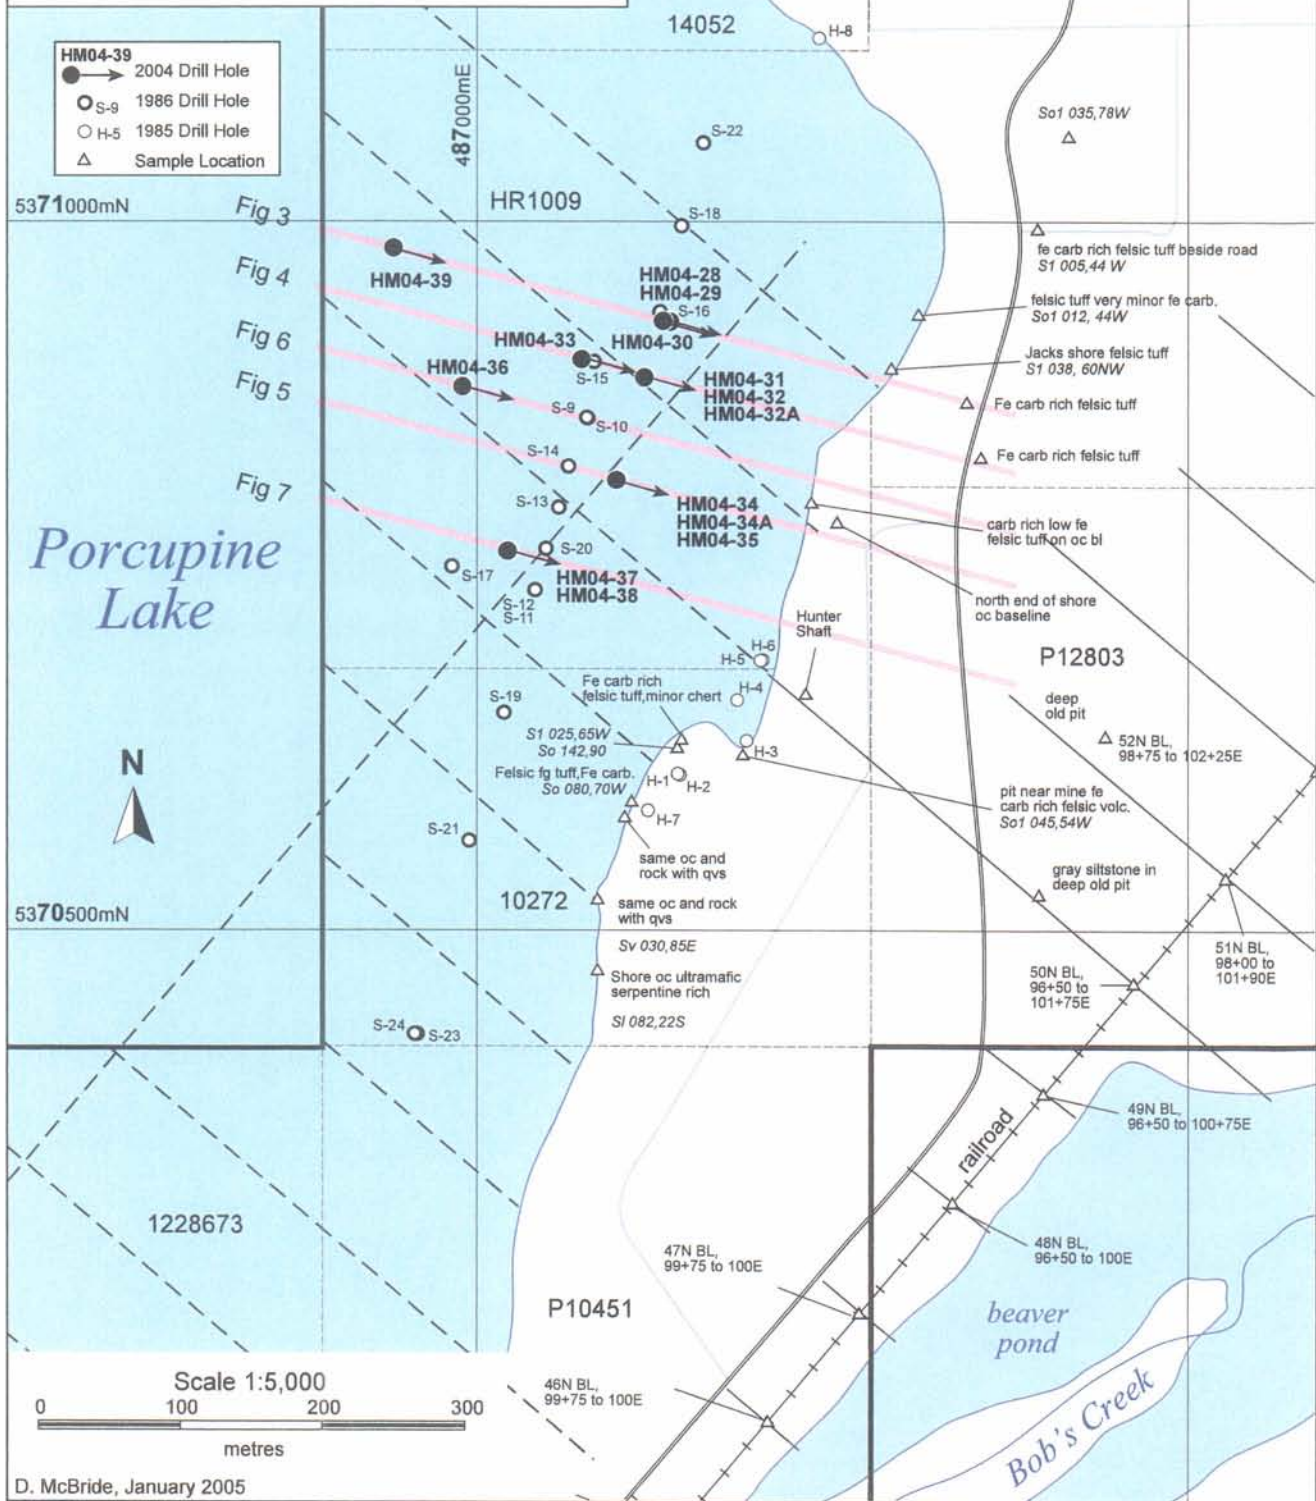 14052
H-8
HM04-39
2004 Drill Hole
S-9 1986 Drill Hole
H-5 1985 Drill Hole
Sample Location
487000mE
S-22
So1 035,78W
5371000mN
Fig 3
HR1009
S-18
fe carb rich felsic tuff beside road
S1 005,44 W
Fig 4
HM04-39
HM04-28
HM04-29
S-16
HM04-30
felsic tuff very minor fe carb.
So1 012, 44W
Fig 6
HM04-33
HM04-36
S-15
Jacks shore felsic tuff
S1 038, 60NW
Fig 5
HM04-31
HM04-32
HM04-32A
S-9
S-10
Fe carb rich felsic tuff
Fe carb rich felsic tuff
S-14
Fig 7
S-13
HM04-34
HM04-34A
HM04-35
carb rich low fe
felsic tuff on oc bl
Porcupine
Lake
S-20
S-17
HM04-37
HM04-38
S-12
S-11
north end of shore
oc baseline
Hunter
Shaft
H-6
H-5
P12803
Fe carb rich
felsic tuff,minor chert
H-4
S-19
deep
old pit
S1 025,65W
So 142,90
H-3
52N BL,
98+75 to 102+25E
N
Felsic fg tuff,Fe carb.
So 080,70W
H-1
H-2
H-7
pit near mine fe
carb rich felsic volc.
So1 045,54W
S-21
same oc and
rock with qvs
gray siltstone in
deep old pit
10272
same oc and rock
with qvs
5370500mN
Sv 030,85E
Shore oc ultramafic
serpentine rich
Sl 082,22S
50N BL,
96+50 to
101+75E
51N BL,
98+00 to
101+90E
S-24
S-23
railroad
49N BL,
96+50 to 100+75E
1228673
47N BL,
99+75 to 100E
48N BL,
96+50 to 100E
P10451
beaver
pond
Scale 1:5,000
0 100 200 300
metres
46N BL,
99+75 to 100E
Bob's Creek
D. McBride, January 2005